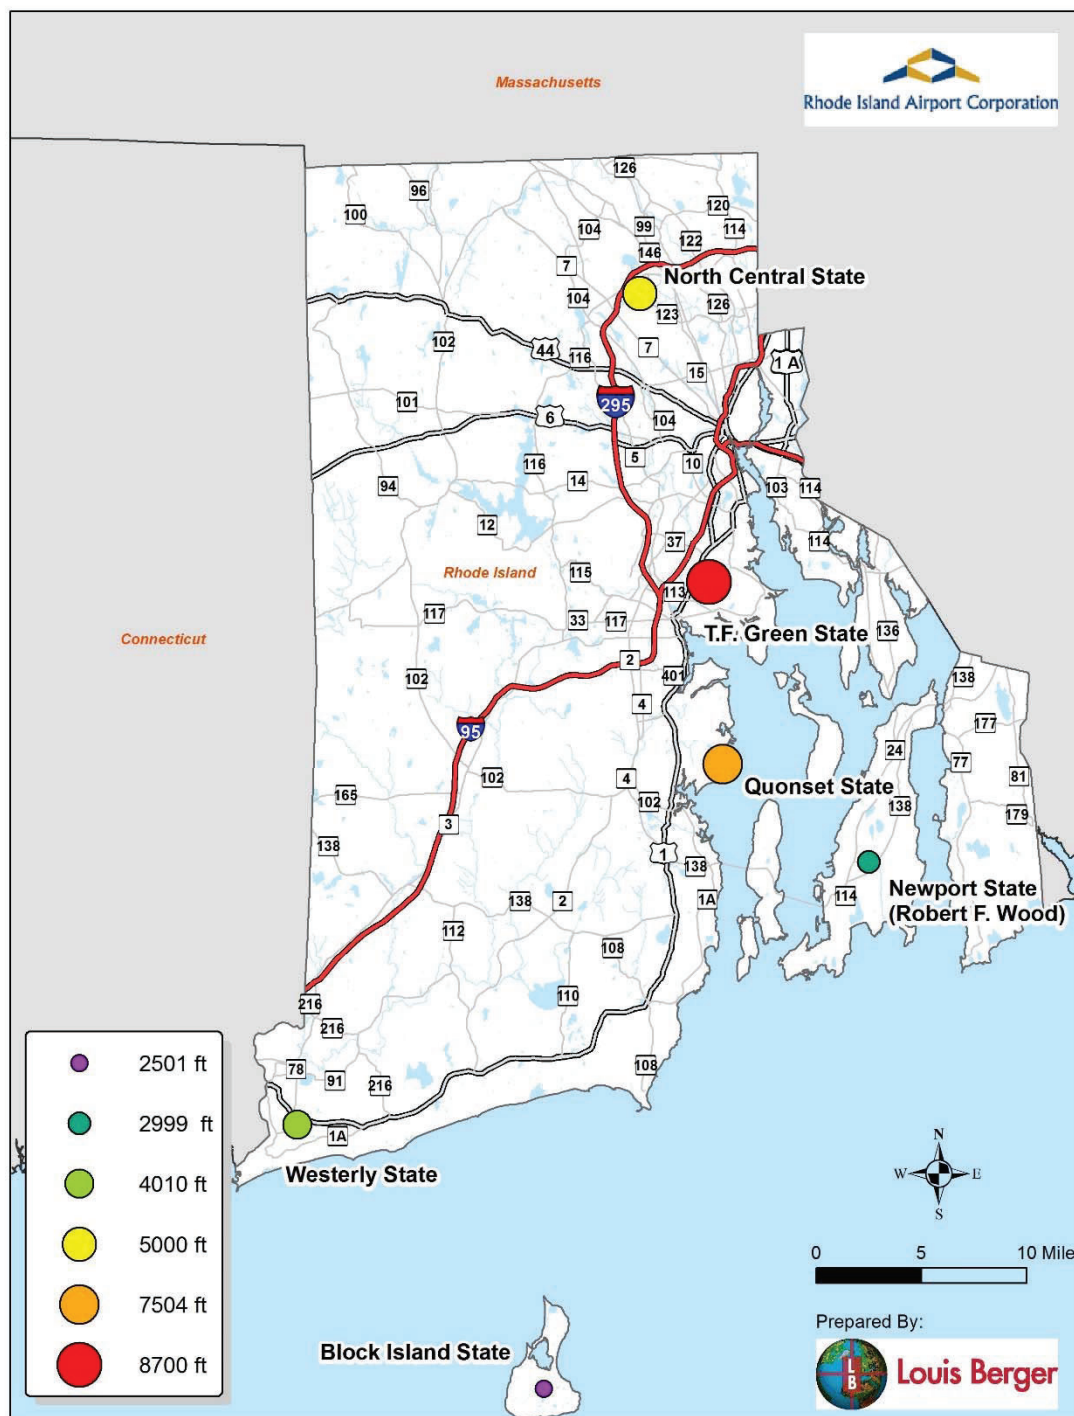 Massachusetts
Rhode Island Airport Corporation
126
96
120
100
104
99
114
122
146
7
North Central State
104
126
123
102
44
7
116
1 A
15
101
295
6
104
5
116
10
14
94
103
114
12
37
114
Rhode Island
115
113
117
33
117
T.F. Green State
136
Connecticut
2
401
102
138
4
177
95
24
77
4
102
81
165
Quonset State
102
138
179
3
138
1
138
Newport State
(Robert F. Wood)
114
138
2
1A
112
108
110
216
216
2501 ft
78
91
216
108
2999 ft
1A
N
W
E
S
4010 ft
Westerly State
5000 ft
0
5
10 Mile
7504 ft
Prepared By:
8700 ft
Block Island State
L
B
Louis Berger